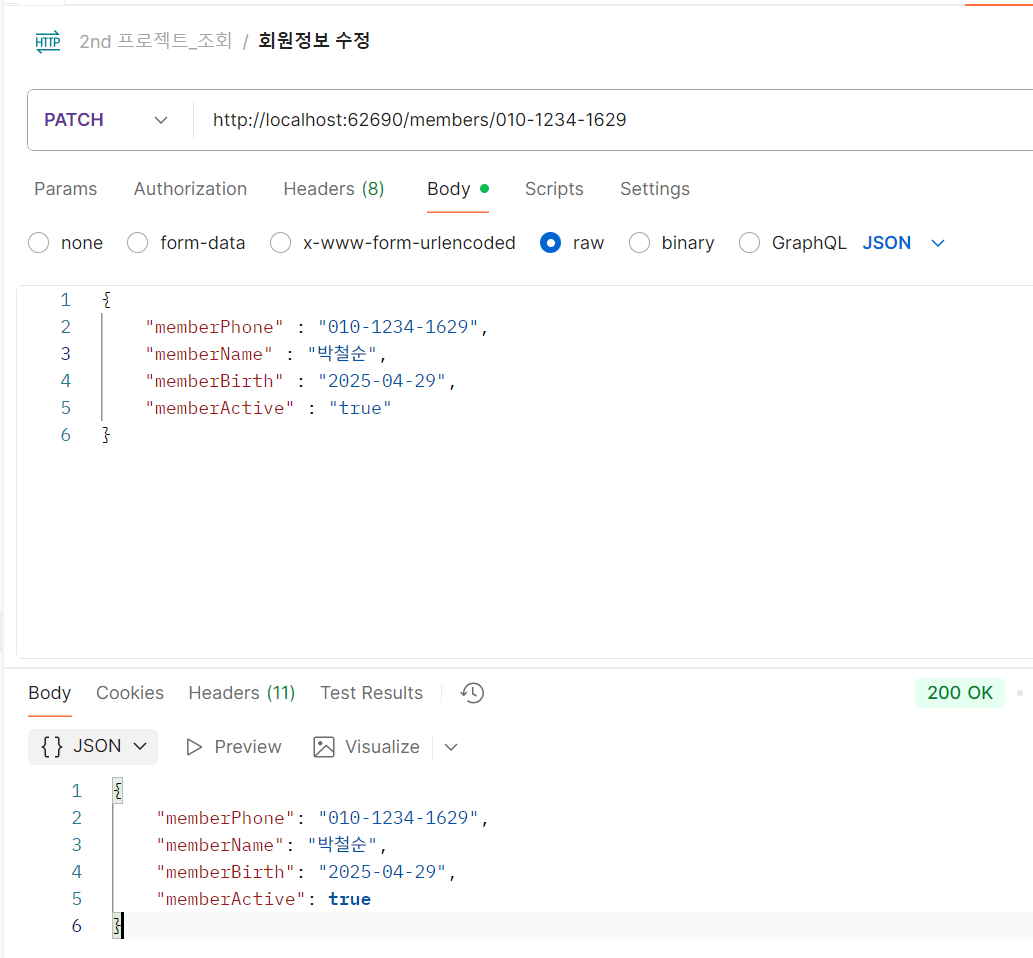 HTTP 2nd 프로젝트_조회 / 회원정보 수정
PATCH http://localhost:62690/members/010-1234-1629
Params Authorization Headers (8) Body Scripts Settings
none form-data x-www-form-urlencoded raw binary GraphQL JSON
1 {
2 "memberPhone" : "010-1234-1629",
3 "memberName" : "박철순",
4 "memberBirth" : "2025-04-29",
5 "memberActive" : "true"
6 }
Body Cookies Headers (11) Test Results 200 OK
{} JSON Preview Visualize
1 {
2 "memberPhone": "010-1234-1629",
3 "memberName": "박철순",
4 "memberBirth": "2025-04-29",
5 "memberActive": true
6 }